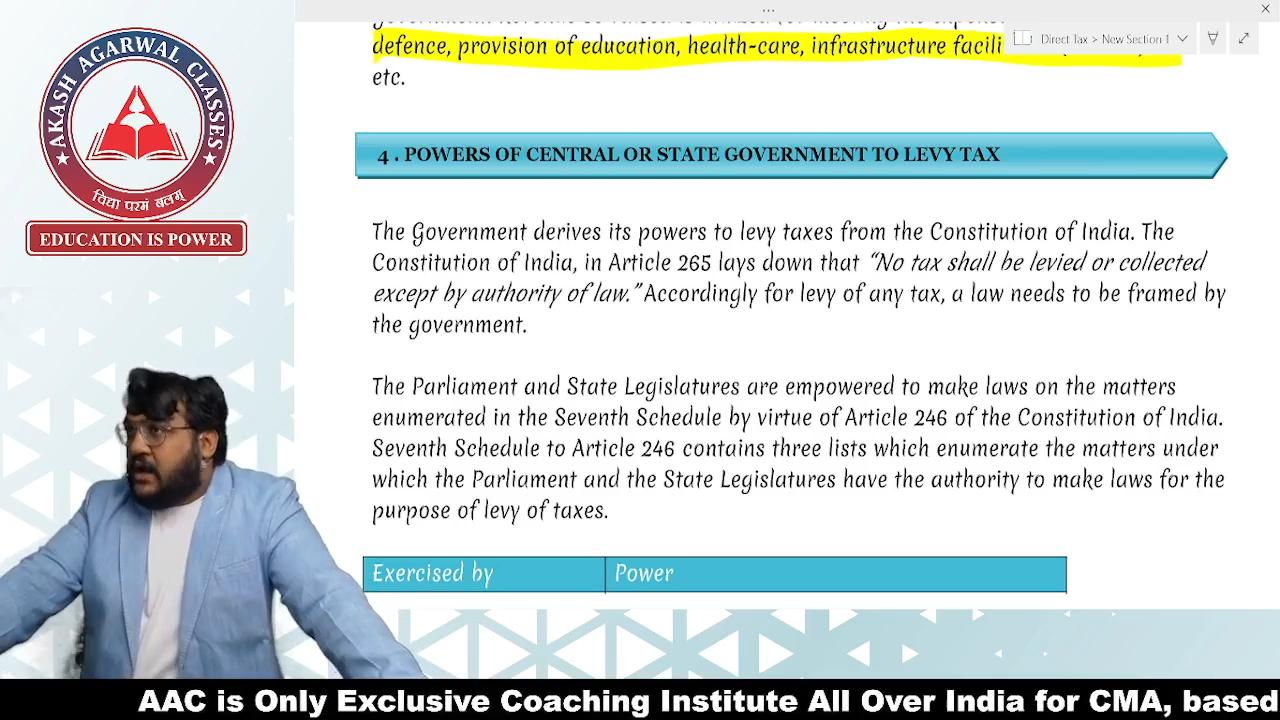 defence, provision of education, health-care, infrastructure facili
etc.
Direct Tax > New Section 1
AKASH AGARWAL CLASSES
विद्या परमं बलम्
EDUCATION IS POWER
4 . POWERS OF CENTRAL OR STATE GOVERNMENT TO LEVY TAX
The Government derives its powers to levy taxes from the Constitution of India. The
Constitution of India, in Article 265 lays down that “No tax shall be levied or collected
except by authority of law.” Accordingly for levy of any tax, a law needs to be framed by
the government.
The Parliament and State Legislatures are empowered to make laws on the matters
enumerated in the Seventh Schedule by virtue of Article 246 of the Constitution of India.
Seventh Schedule to Article 246 contains three lists which enumerate the matters under
which the Parliament and the State Legislatures have the authority to make laws for the
purpose of levy of taxes.
Exercised by
Power
AAC is Only Exclusive Coaching Institute All Over India for CMA, based